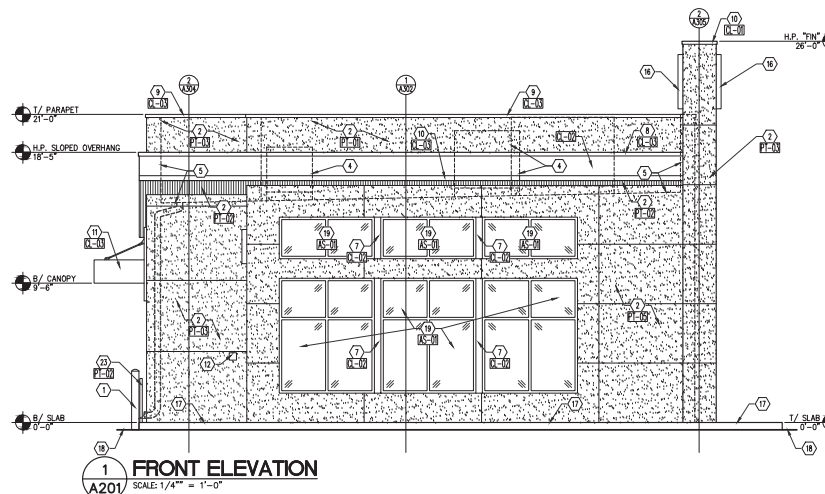 2
A305
10
CL-01
H.P. "FIN"
26'-0"
16
16
2
A304
1
A302
9
CL-03
9
CL-03
T/ PARAPET
21'-0"
2
PT-03
2
PT-01
10
CL-03
CL-02
8
CL-03
2
PT-03
H.P. SLOPED OVERHANG
18'-5"
5
4
4
5
2
PT-02
2
PT-02
11
CL-03
19
AS-01
19
AS-01
19
AS-01
7
CL-02
7
CL-02
B/ CANOPY
9'-6"
2
PT-03
2
PT-05
19
AS-01
7
CL-02
7
CL-02
12
23
PT-02
1
17
17
17
B/ SLAB
0'-0"
T/ SLAB
0'-0"
18
18
1
A201
FRONT ELEVATION
SCALE: 1/4"" = 1'-0"